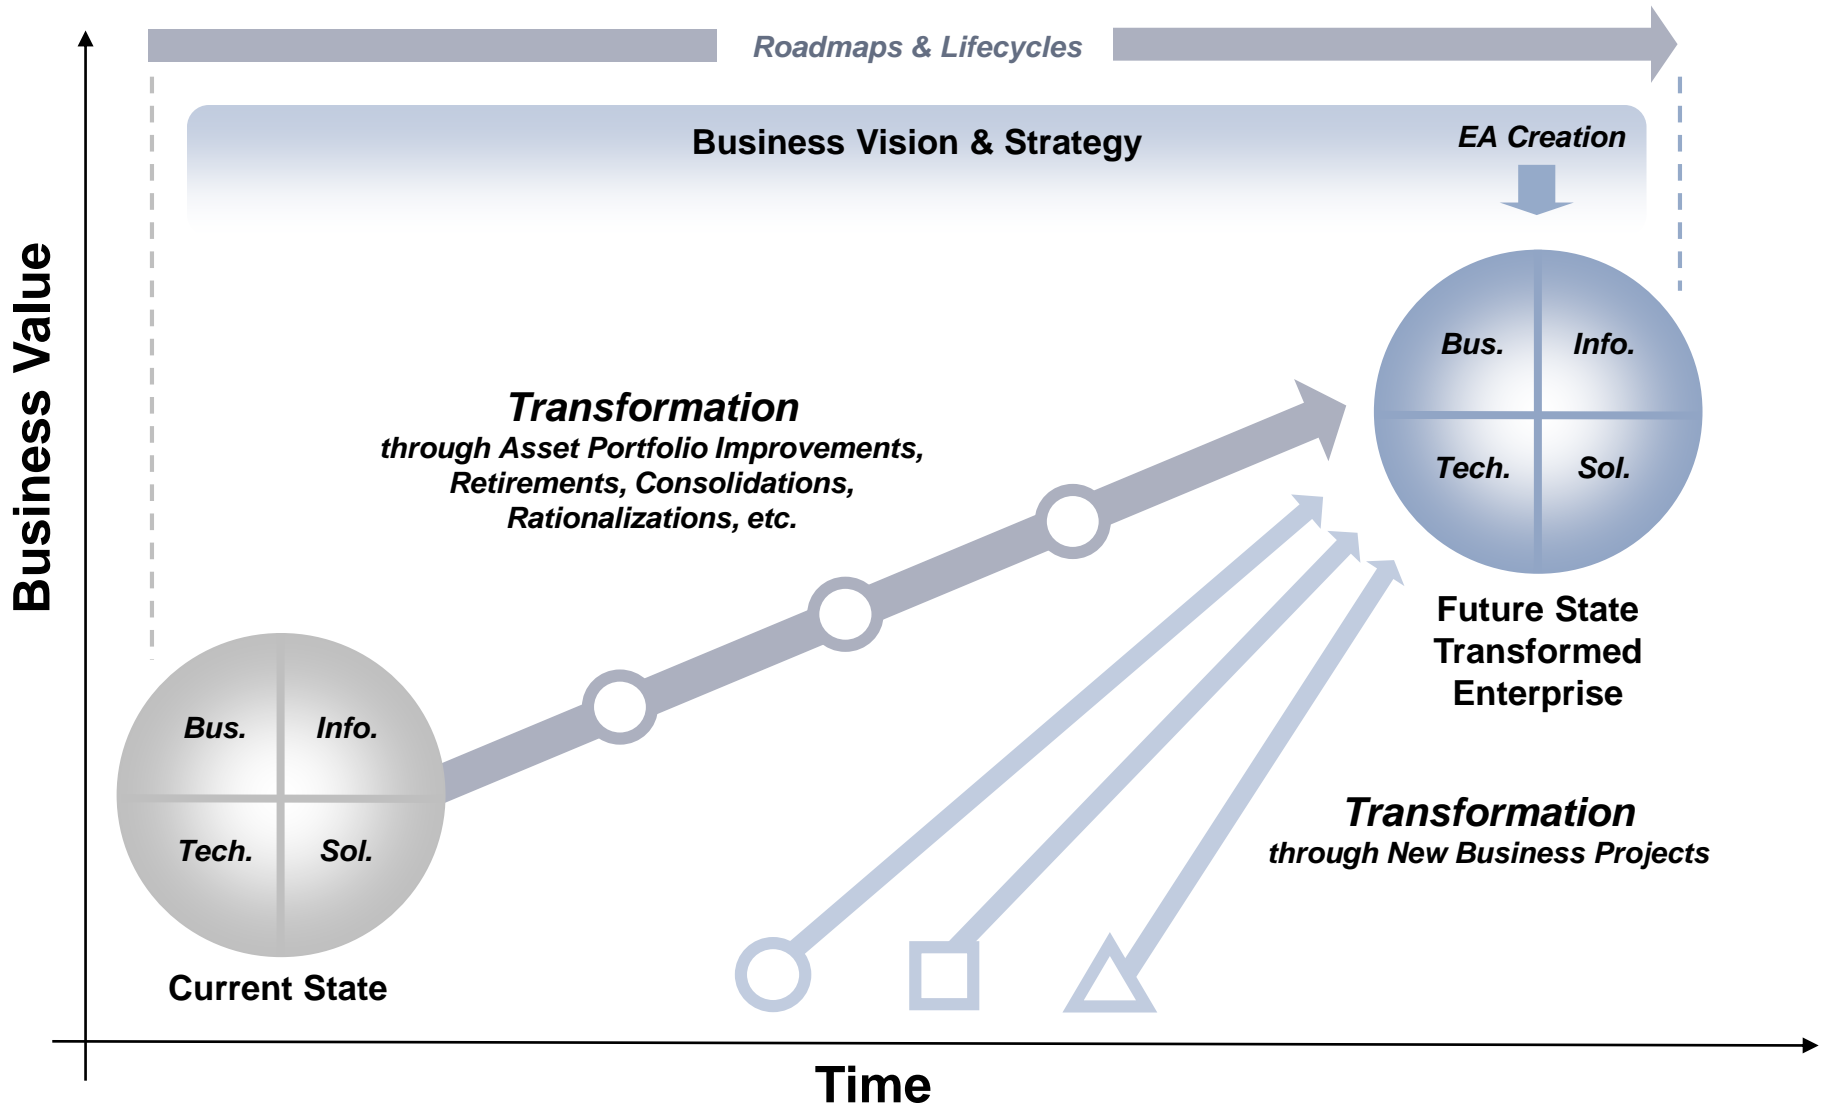 Roadmaps & Lifecycles
Business Vision & Strategy
EA Creation
Business Value
Bus.
Info.
Tech.
Sol.
Future State
Transformed
Enterprise
Transformation
through Asset Portfolio Improvements,
Retirements, Consolidations,
Rationalizations, etc.
Bus.
Info.
Tech.
Sol.
Current State
Transformation
through New Business Projects
Time